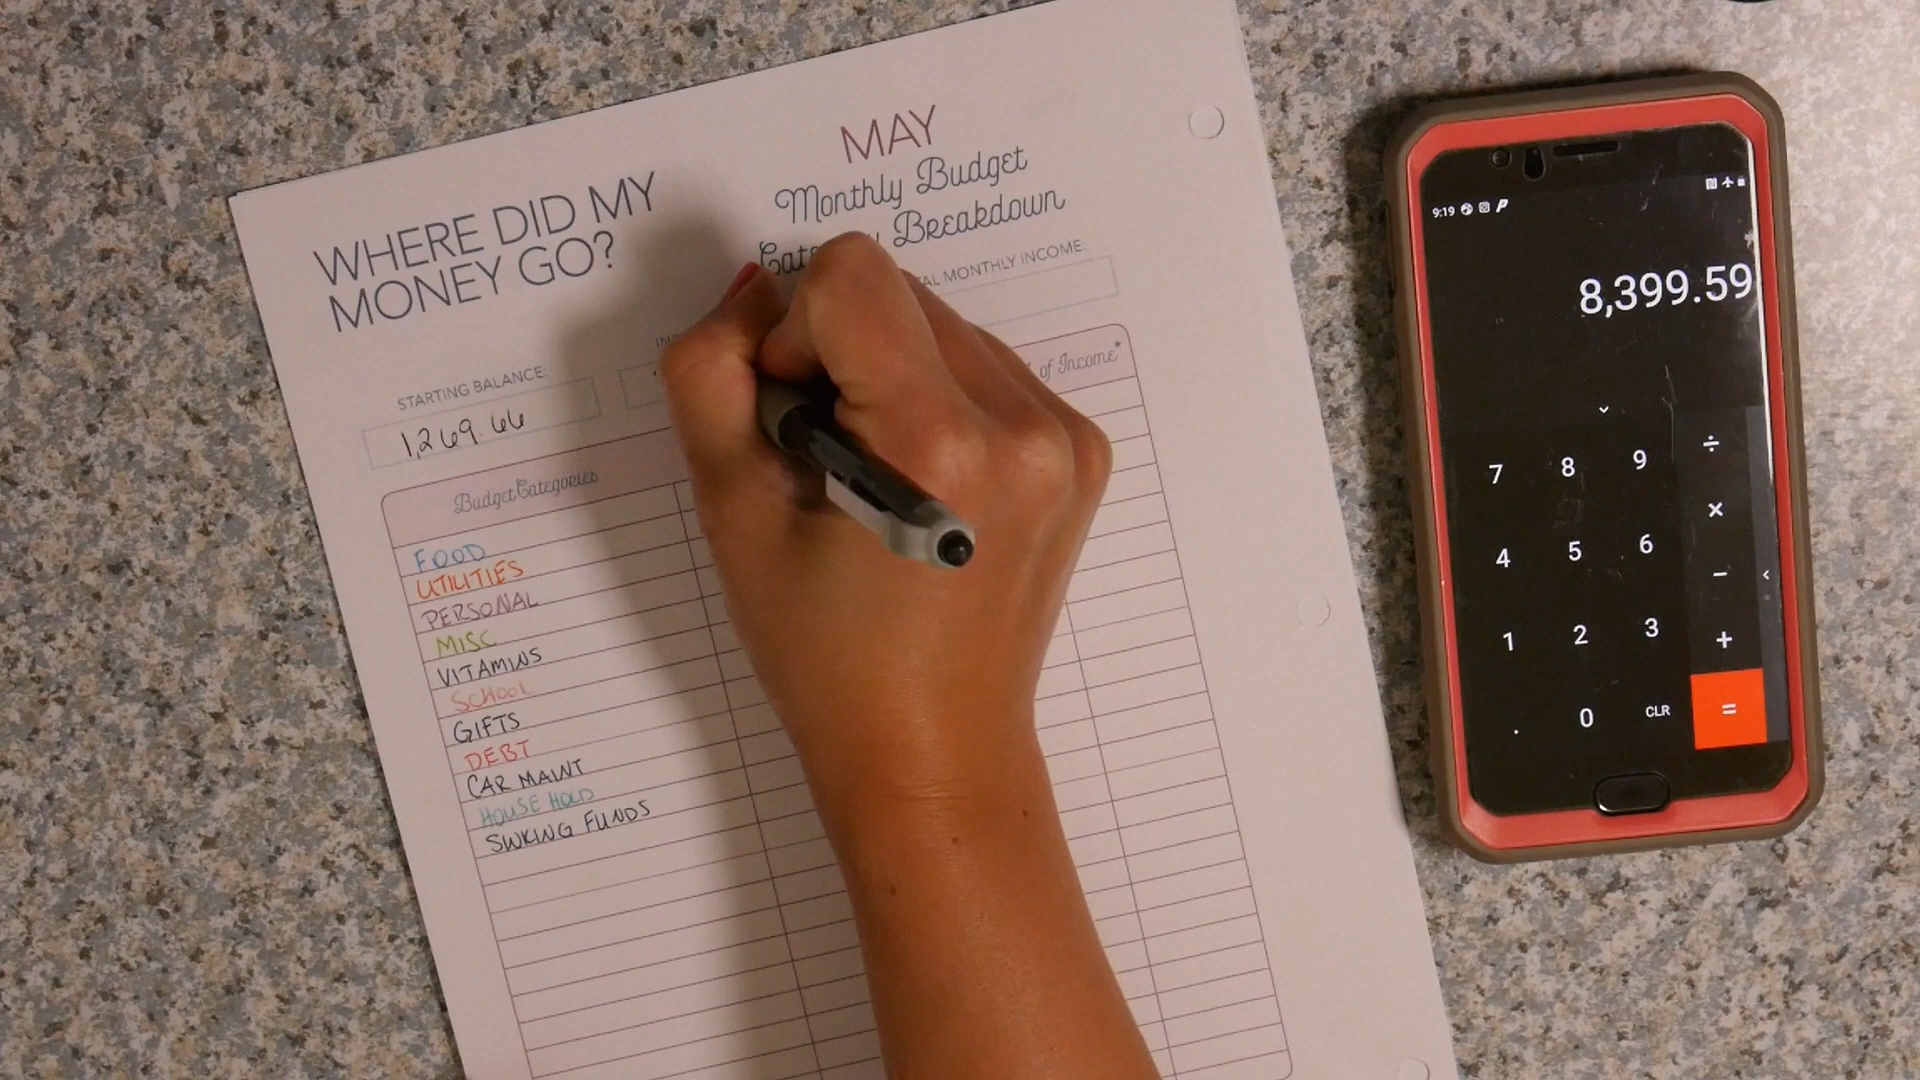 WHERE DID MY
MONEY GO?
MAY
Monthly Budget
Breakdown
MONTHLY INCOME:
STARTING BALANCE:
1,269.66
Budget Categories
of Income*
FOOD
UTILITIES
PERSONAL
MISC
VITAMINS
SCHOOL
GIFTS
DEBT
CAR MAINT
HOUSE HOLD
SINKING FUNDS
9:19
8,399.59
÷
7 8 9
×
4 5 6
−
1 2 3
+
. 0 CLR =